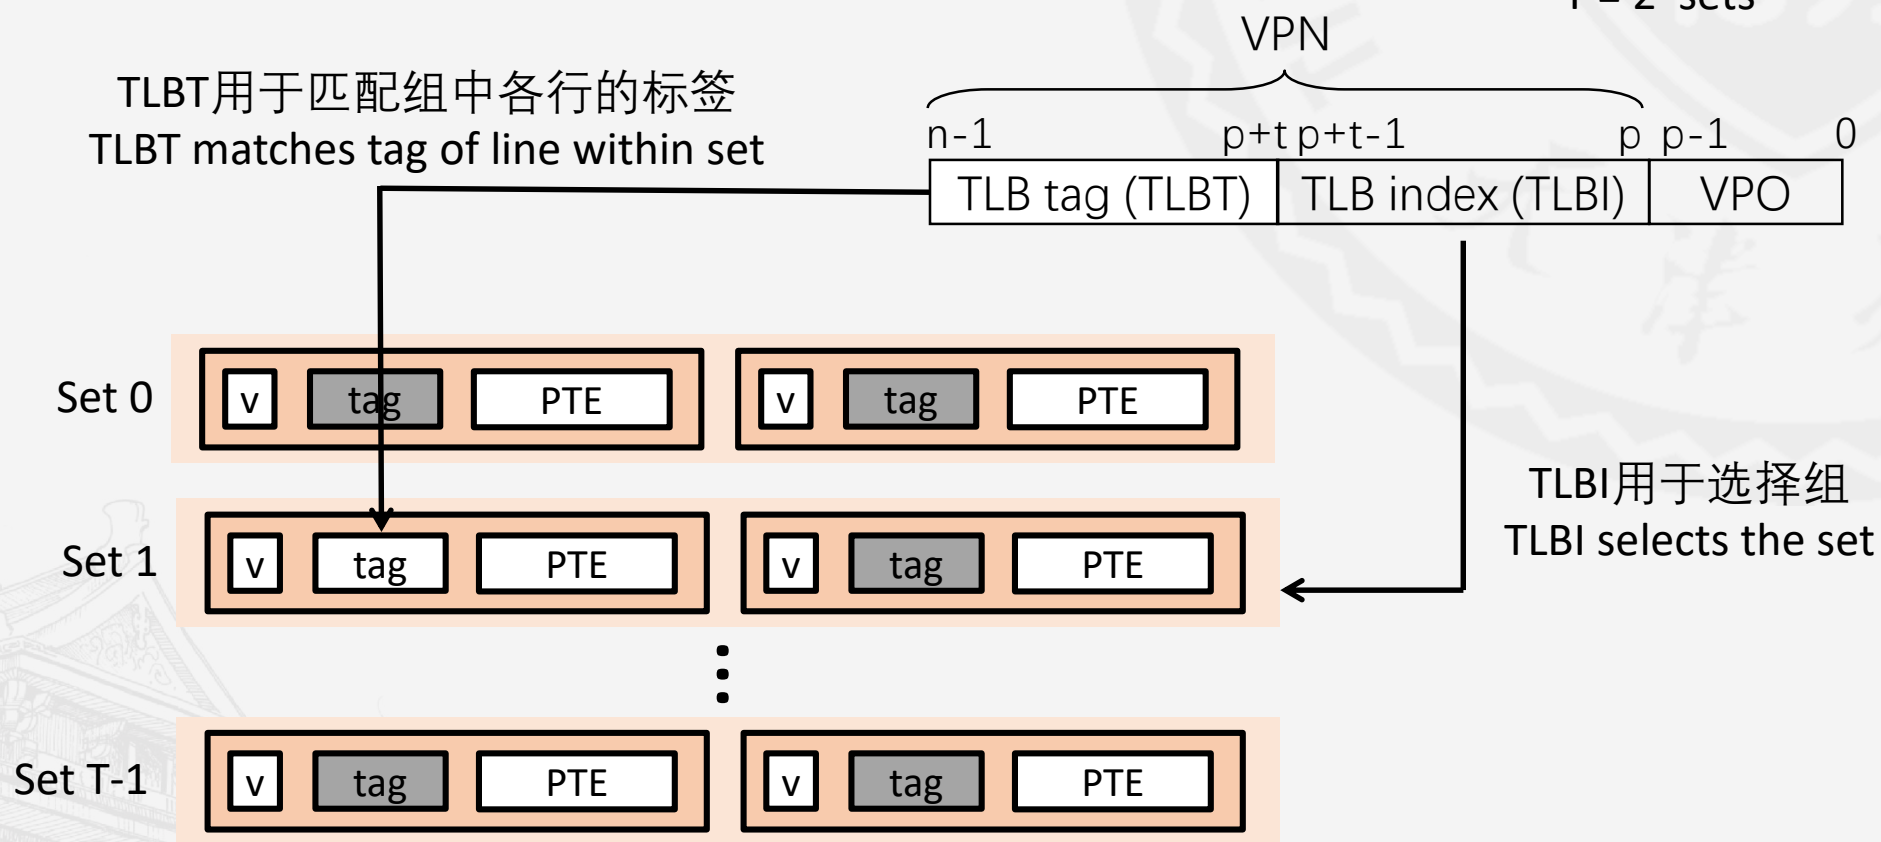 T = 2 sets
VPN
TLBT用于匹配组中各行的标签
TLBT matches tag of line within set
n-1 p+t p+t-1 p p-1 0
TLB tag (TLBT) TLB index (TLBI) VPO
Set 0 v tag PTE v tag PTE
TLBI用于选择组
TLBI selects the set
Set 1 v tag PTE v tag PTE
Set T-1 v tag PTE v tag PTE